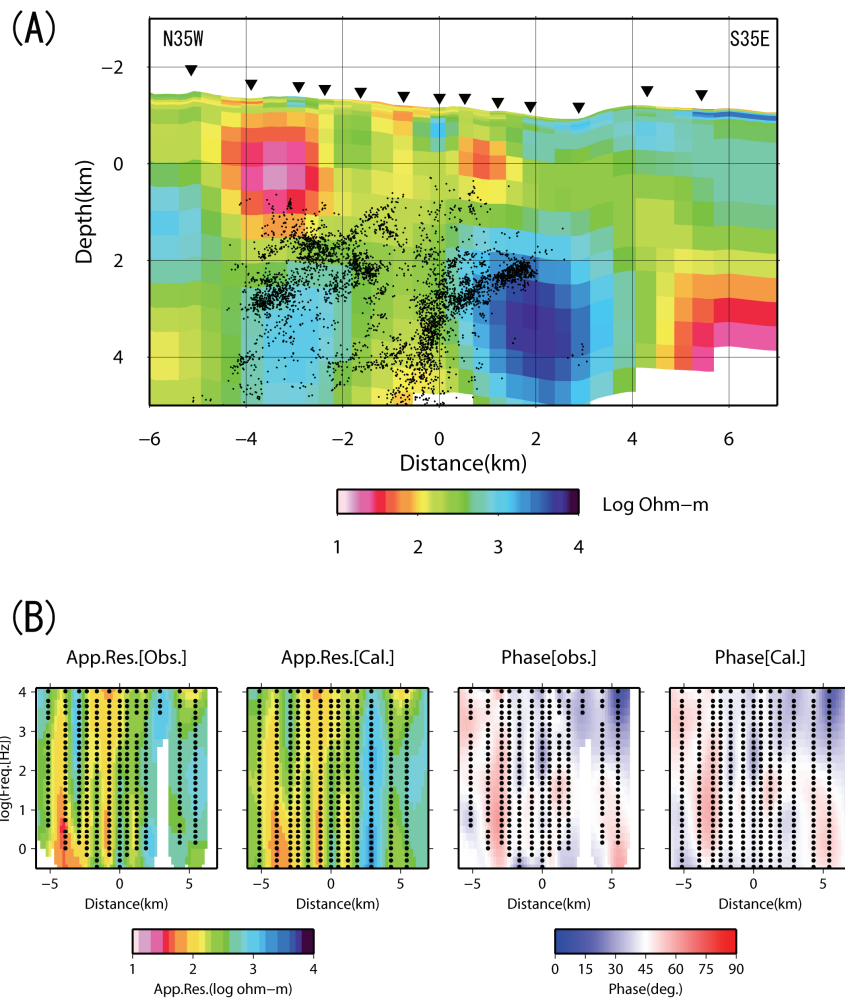 (A)
N35W S35E
−2
0
2
4
Depth(km)
−6 −4 −2 0 2 4 6
Distance(km)
Log Ohm−m
1 2 3 4
(B)
App.Res.[Obs.] App.Res.[Cal.] Phase[obs.] Phase[Cal.]
4
3
2
1
0
log(Freq.[Hz])
−5 0 5 −5 0 5 −5 0 5 −5 0 5
Distance(km) Distance(km) Distance(km) Distance(km)
1 2 3 4 0 15 30 45 60 75 90
App.Res.(log ohm−m) Phase(deg.)